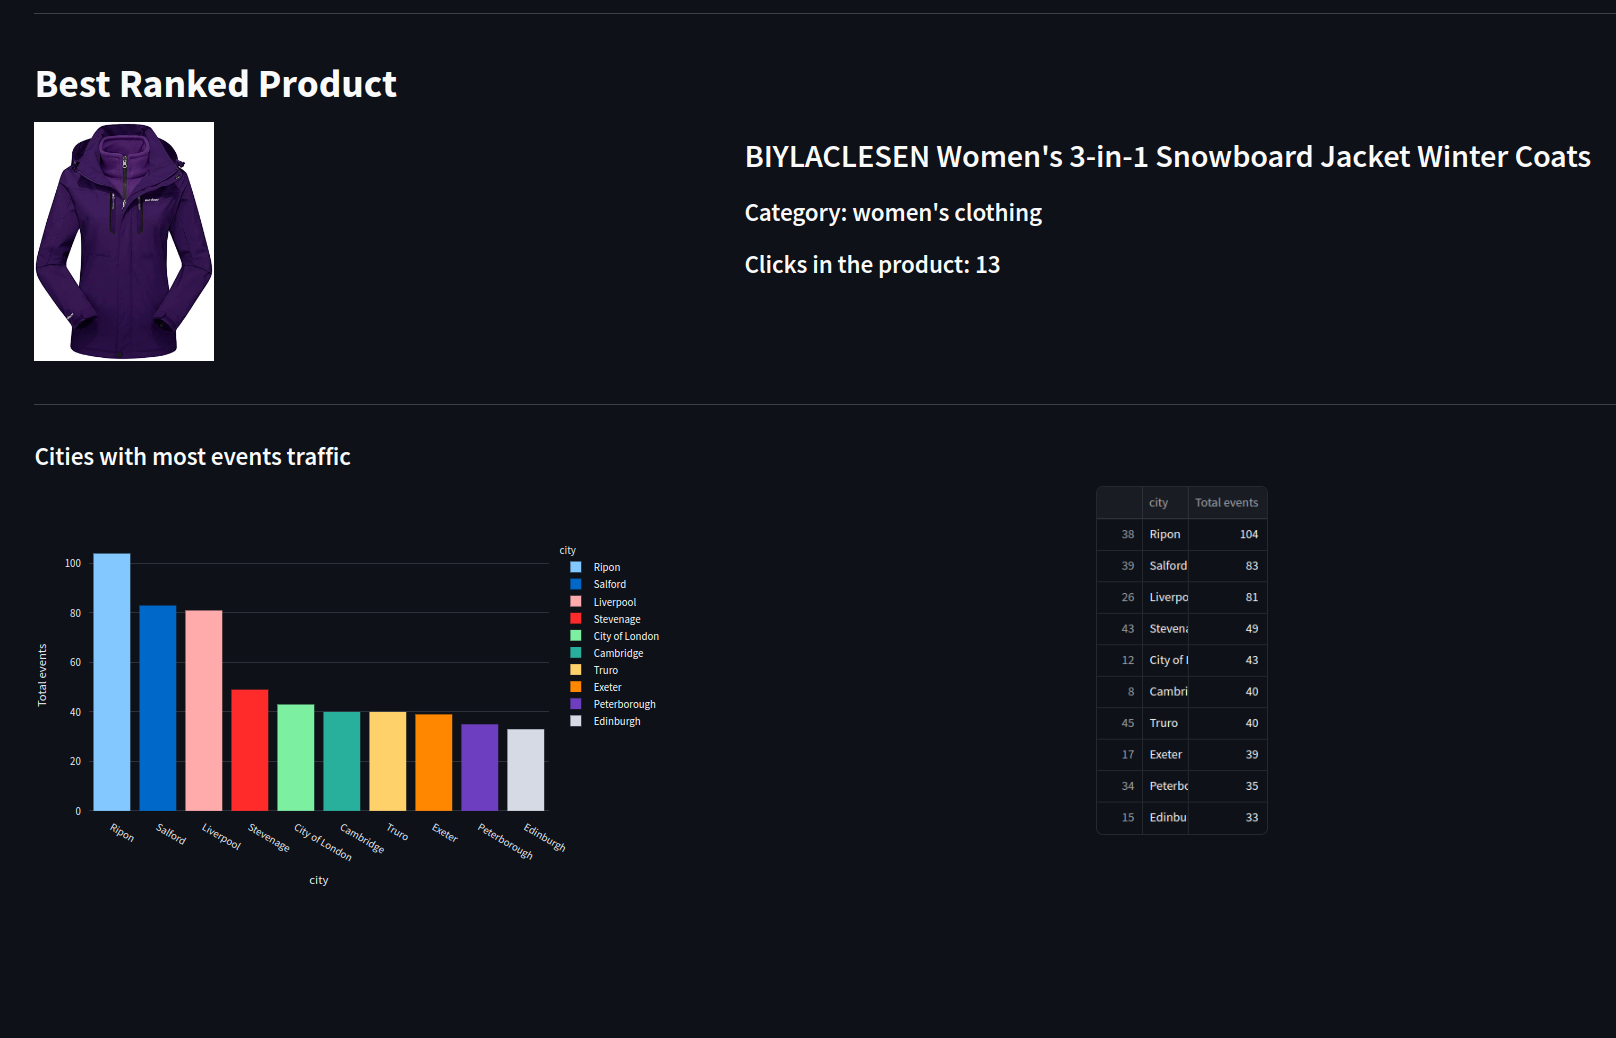 Best Ranked Product
BIYLACLESEN Women's 3-in-1 Snowboard Jacket Winter Coats
Category: women's clothing
Clicks in the product: 13
Cities with most events traffic
Total events
100
80
60
40
20
0
Ripon
Salford
Liverpool
Stevenage
City of London
Cambridge
Truro
Exeter
Peterborough
Edinburgh
city
city
Ripon
Salford
Liverpool
Stevenage
City of London
Cambridge
Truro
Exeter
Peterborough
Edinburgh
city Total events
38 Ripon 104
39 Salford 83
26 Liverpo 81
43 Stevena 49
12 City of 43
8 Cambri 40
45 Truro 40
17 Exeter 39
34 Peterbo 35
15 Edinbu 33